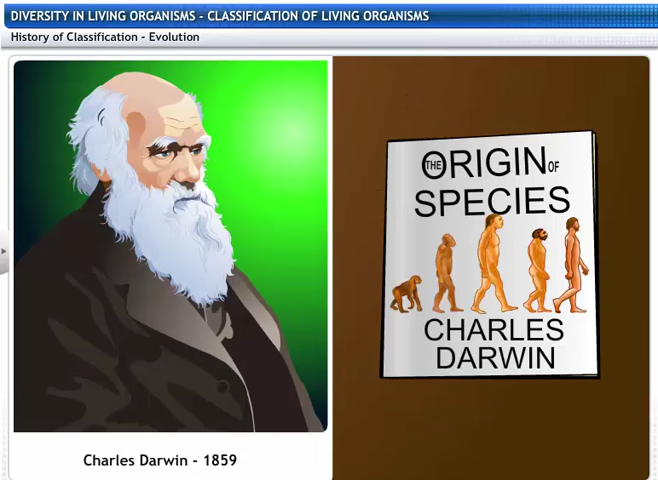 DIVERSITY IN LIVING ORGANISMS - CLASSIFICATION OF LIVING ORGANISMS
History of Classification - Evolution
THE ORIGIN OF
SPECIES
CHARLES
DARWIN
Charles Darwin - 1859